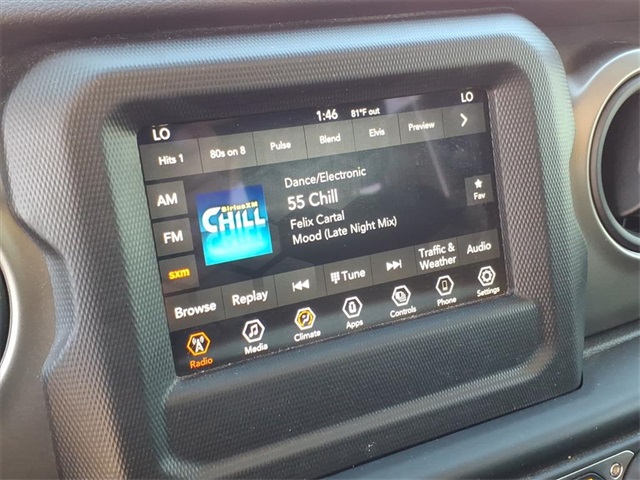 LO 1:46 81°F out LO
Hits 1 80s on 8 Pulse Blend Elvis Preview
AM
FM
sxm
SiriusXM
CHILL
Dance/Electronic
55 Chill
Felix Cartal
Mood (Late Night Mix)
Fav
Browse Replay Tune Traffic & Weather Audio
Radio Media Climate Apps Controls Phone Settings